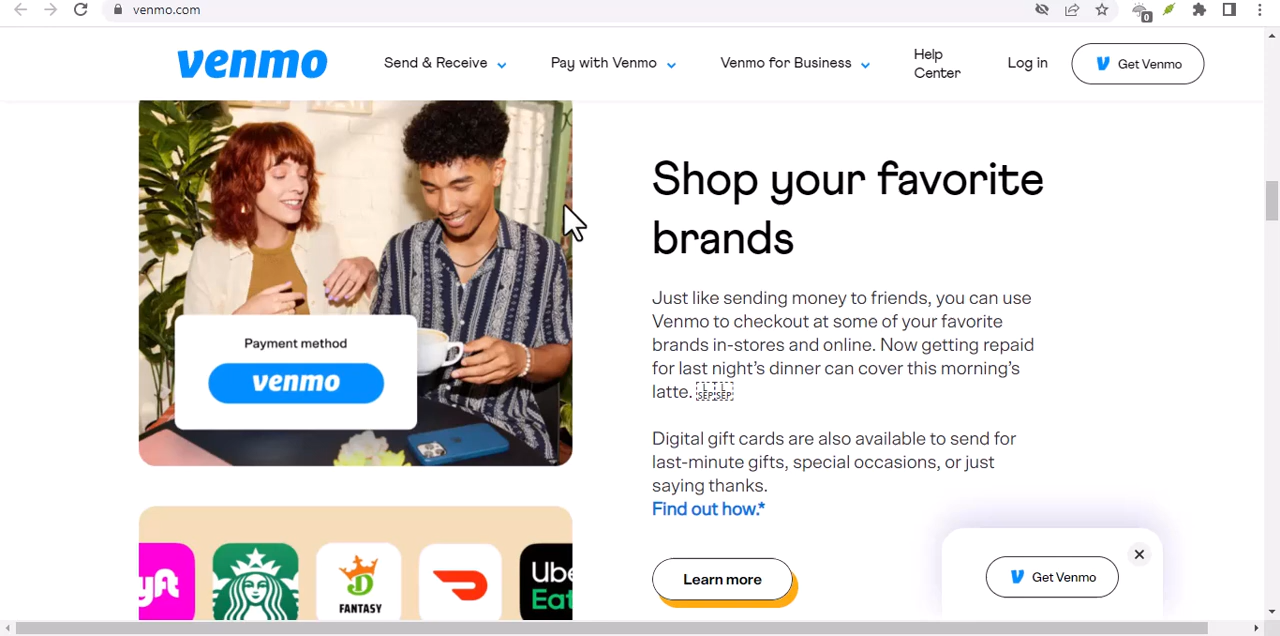 venmo.com
0
venmo
Send & Receive
Pay with Venmo
Venmo for Business
Help
Center
Log in
Get Venmo
Shop your favorite
brands
Just like sending money to friends, you can use
Venmo to checkout at some of your favorite
brands in-stores and online. Now getting repaid
for last night’s dinner can cover this morning’s
latte. LSEP LSEP
Digital gift cards are also available to send for
last-minute gifts, special occasions, or just
saying thanks.
Find out how.*
Learn more
Payment method
venmo
lyft
FANTASY
Uber
Eat
Get Venmo